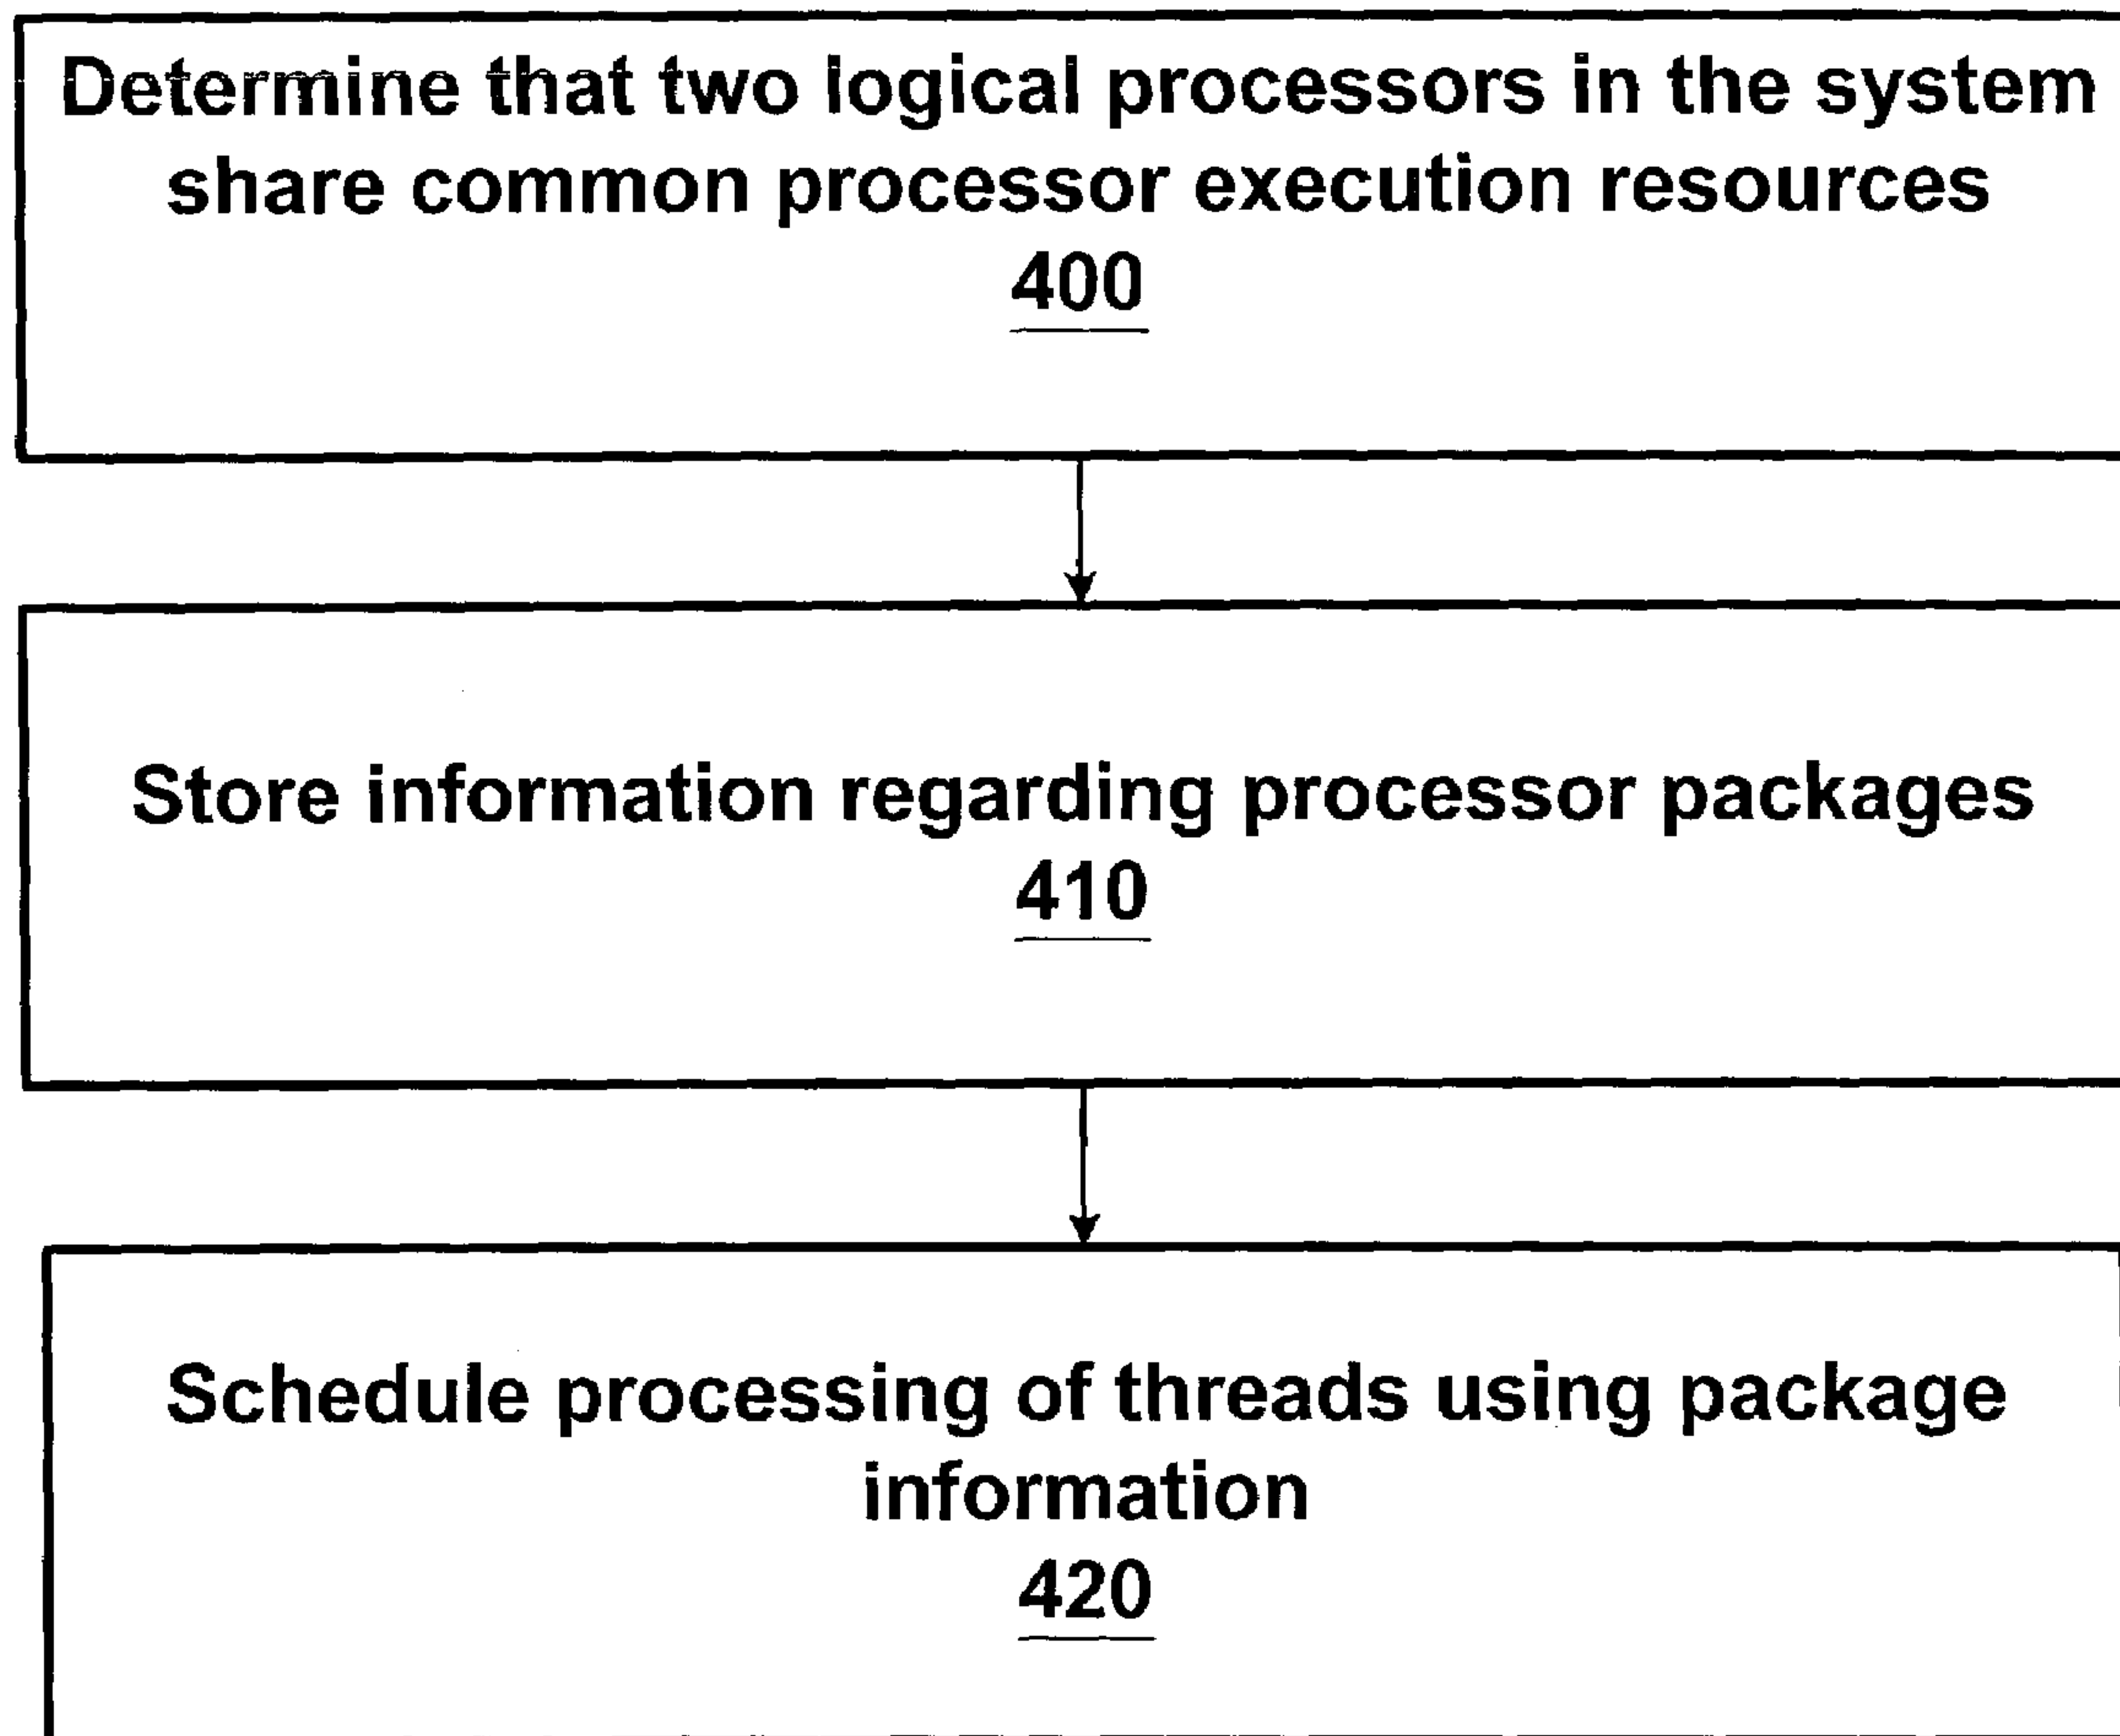 Determine that two logical processors in the system
share common processor execution resources
400
Store information regarding processor packages
410
Schedule processing of threads using package
information
420